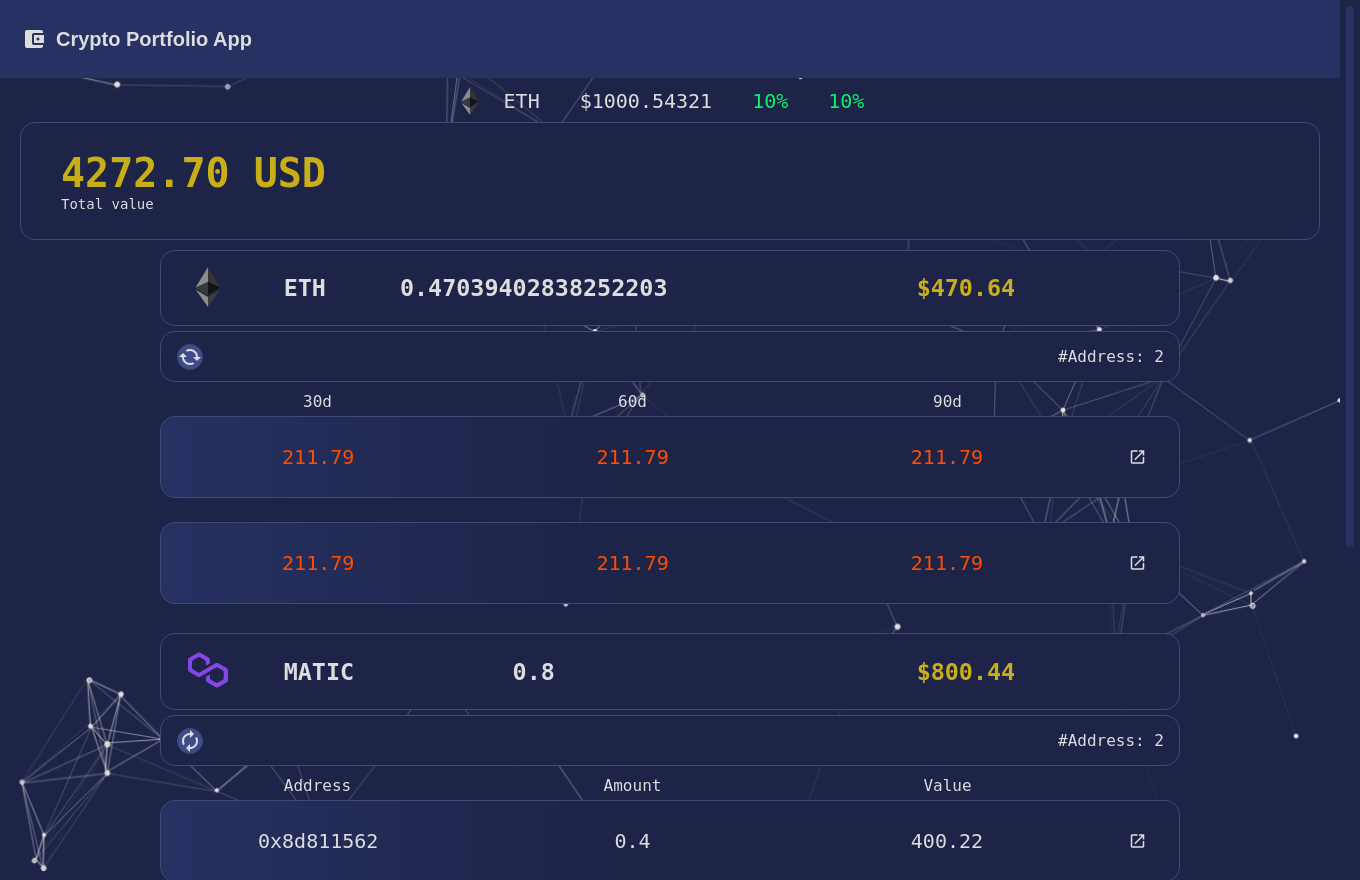 Crypto Portfolio App
ETH $1000.54321 10% 10%
4272.70 USD
Total value
ETH 0.47039402838252203 $470.64
#Address: 2
30d 60d 90d
211.79 211.79 211.79
211.79 211.79 211.79
MATIC 0.8 $800.44
#Address: 2
Address Amount Value
0x8d811562 0.4 400.22